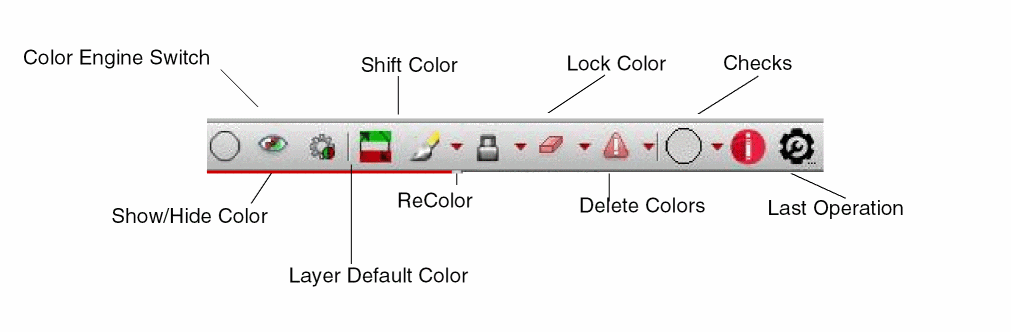 Color Engine Switch
Shift Color
Lock Color
Checks
Show/Hide Color
ReColor
Delete Colors
Last Operation
Layer Default Color